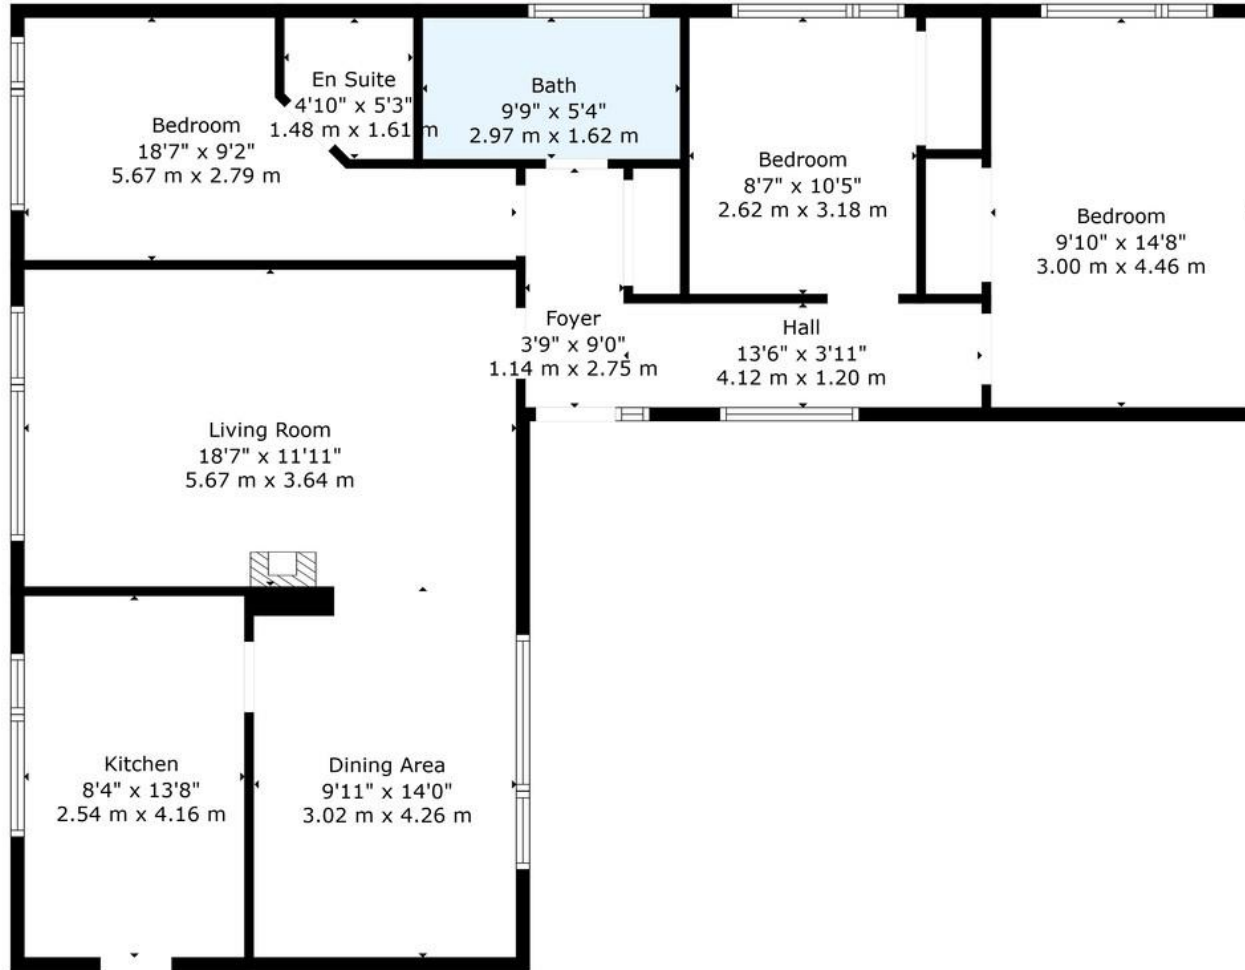 Bedroom
18'7" x 9'2"
5.67 m x 2.79 m
En Suite
4'10" x 5'3"
1.48 m x 1.61 m
Bath
9'9" x 5'4"
2.97 m x 1.62 m
Bedroom
8'7" x 10'5"
2.62 m x 3.18 m
Bedroom
9'10" x 14'8"
3.00 m x 4.46 m
Foyer
3'9" x 9'0"
1.14 m x 2.75 m
Hall
13'6" x 3'11"
4.12 m x 1.20 m
Living Room
18'7" x 11'11"
5.67 m x 3.64 m
Kitchen
8'4" x 13'8"
2.54 m x 4.16 m
Dining Area
9'11" x 14'0"
3.02 m x 4.26 m